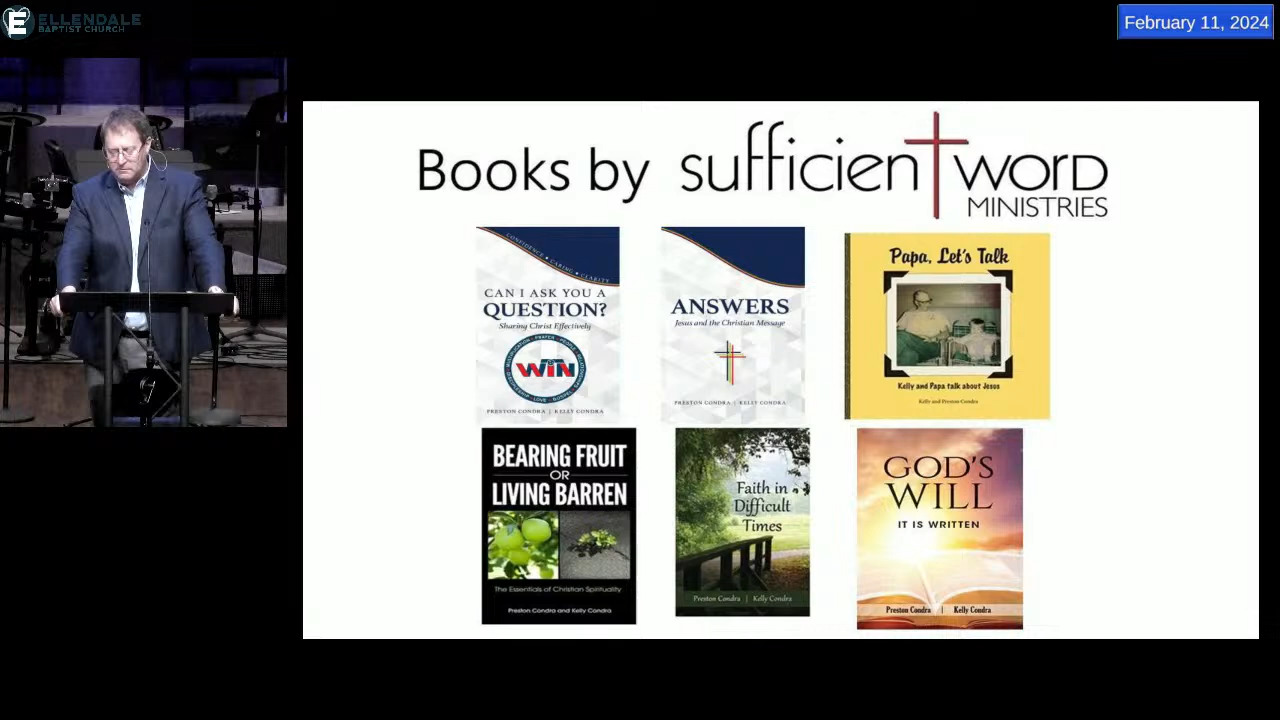 ELLENDALE
BAPTIST CHURCH
February 11, 2024
Books by sufficient word
MINISTRIES
CONFIDENCE • CARING • CLARITY
CAN I ASK YOU A
QUESTION?
Sharing Christ Effectively
WIN
PRESTON CONDRA | KELLY CONDRA
ANSWERS
Jesus and the Christian Message
PRESTON CONDRA | KELLY CONDRA
Papa, Let's Talk
Kelly and Papa talk about Jesus
Kelly and Preston Condra
BEARING FRUIT
OR
LIVING BARREN
The Essentials of Christian Spirituality
Preston Condra and Kelly Condra
Faith in
Difficult
Times
Preston Condra | Kelly Condra
GOD'S
WILL
IT IS WRITTEN
Preston Condra | Kelly Condra